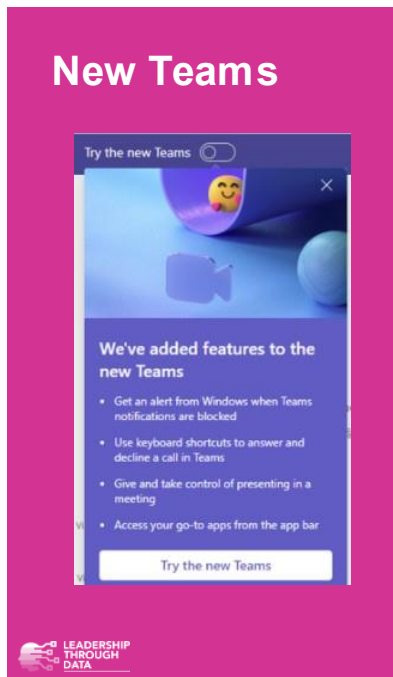 New Teams
Try the new Teams
We've added features to the
new Teams
• Get an alert from Windows when Teams
notifications are blocked
• Use keyboard shortcuts to answer and
decline a call in Teams
• Give and take control of presenting in a
meeting
• Access your go-to apps from the app bar
Try the new Teams
LEADERSHIP
THROUGH
DATA